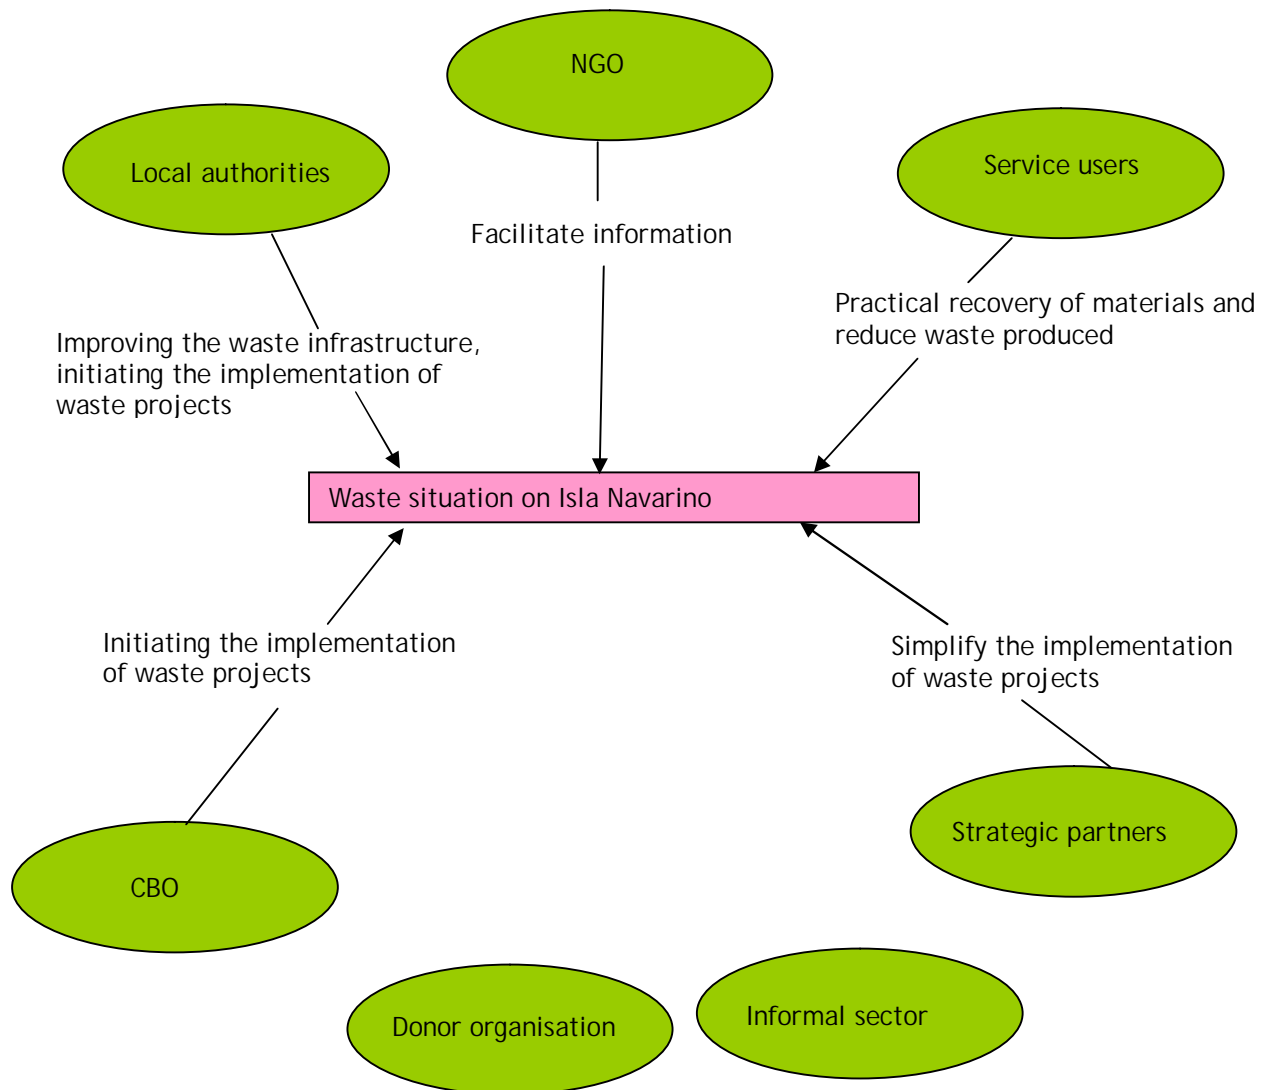 NGO
Local authorities
Service users
Facilitate information
Practical recovery of materials and
reduce waste produced
Improving the waste infrastructure,
initiating the implementation of
waste projects
Waste situation on Isla Navarino
Initiating the implementation
of waste projects
Simplify the implementation
of waste projects
Strategic partners
CBO
Informal sector
Donor organisation